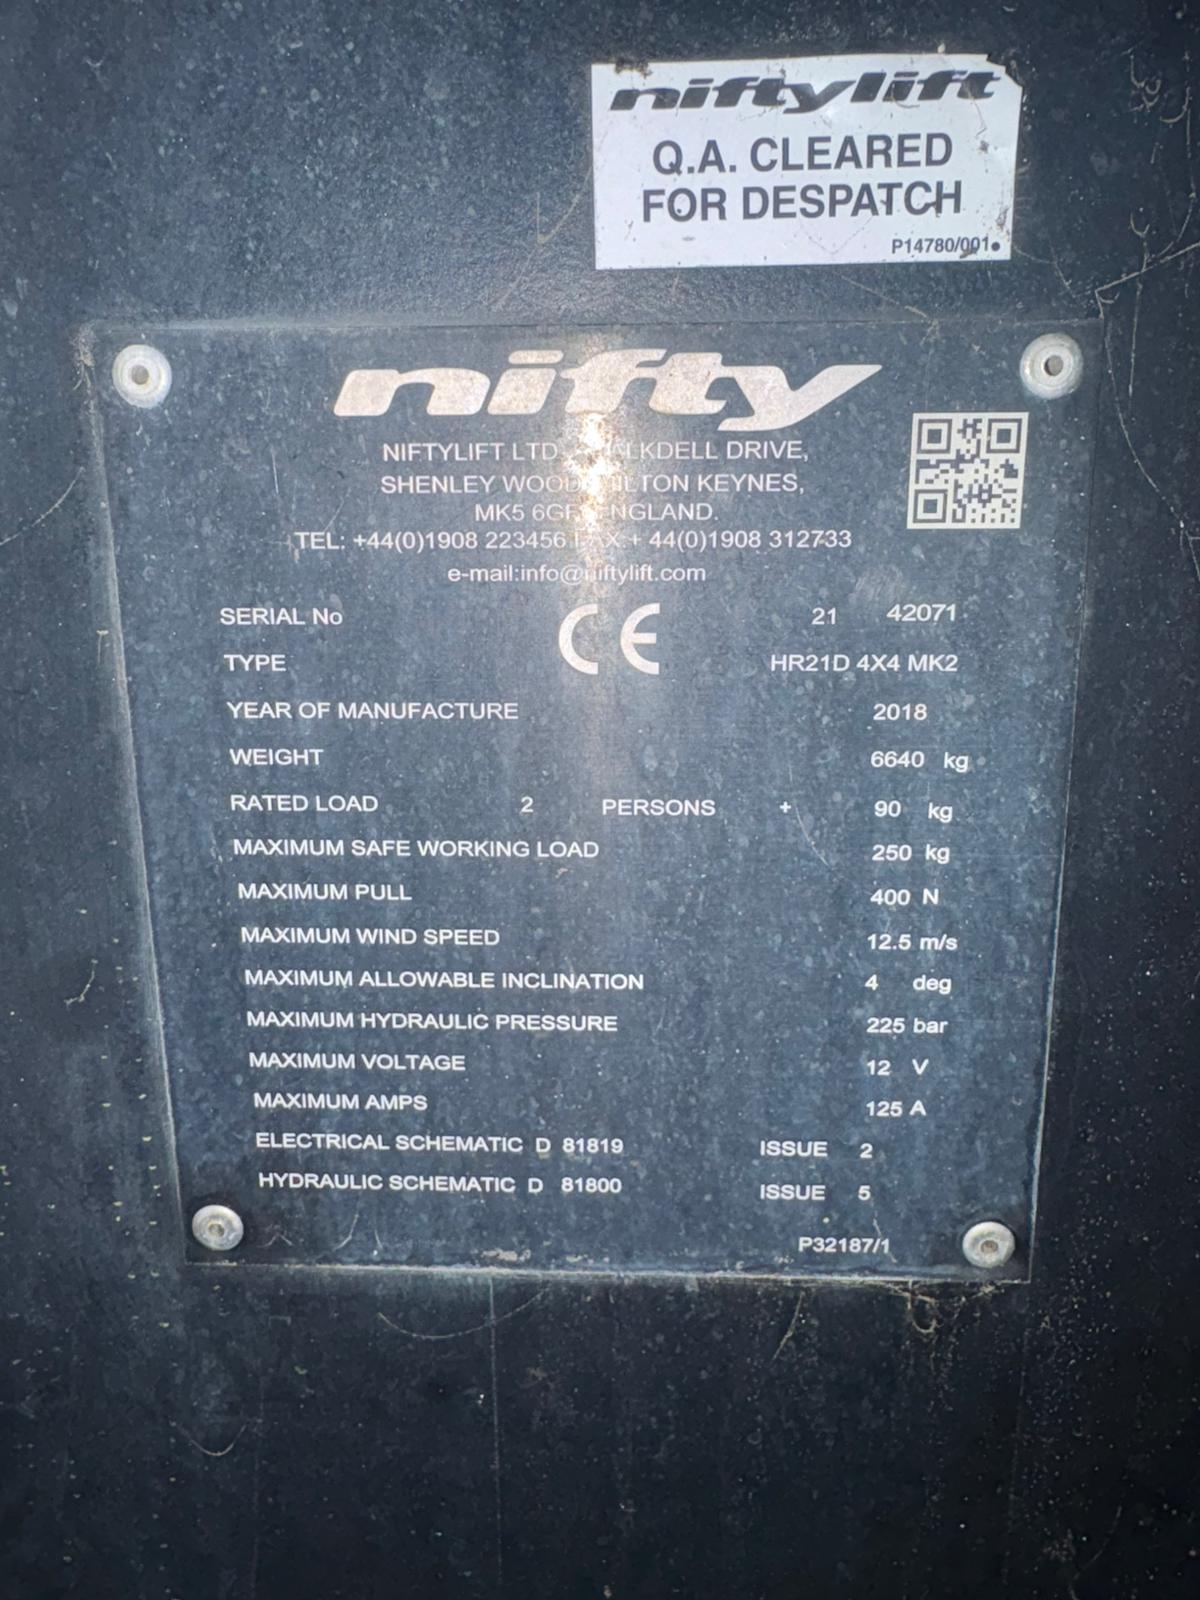 niftylift
Q.A. CLEARED
FOR DESPATCH
P14780/001
nifty
NIFTYLIFT LTD DRIVE,
SHENLEY WOOD KEYNES,
MK5 ENGLAND.
TEL: +44(0)1908 223456 FAX:+ 44(0)1908 312733
e-mail:info@niftylift.com
SERIAL No CE 21 42071
TYPE HR21D 4X4 MK2
YEAR OF MANUFACTURE 2018
WEIGHT 6640 kg
RATED LOAD 2 PERSONS + 90 kg
MAXIMUM SAFE WORKING LOAD 250 kg
MAXIMUM PULL 400 N
MAXIMUM WIND SPEED 12.5 m/s
MAXIMUM ALLOWABLE INCLINATION 4 deg
MAXIMUM HYDRAULIC PRESSURE 225 bar
MAXIMUM VOLTAGE 12 V
MAXIMUM AMPS 125 A
ELECTRICAL SCHEMATIC D 81819 ISSUE 2
HYDRAULIC SCHEMATIC D 81800 ISSUE 5
P32187/1